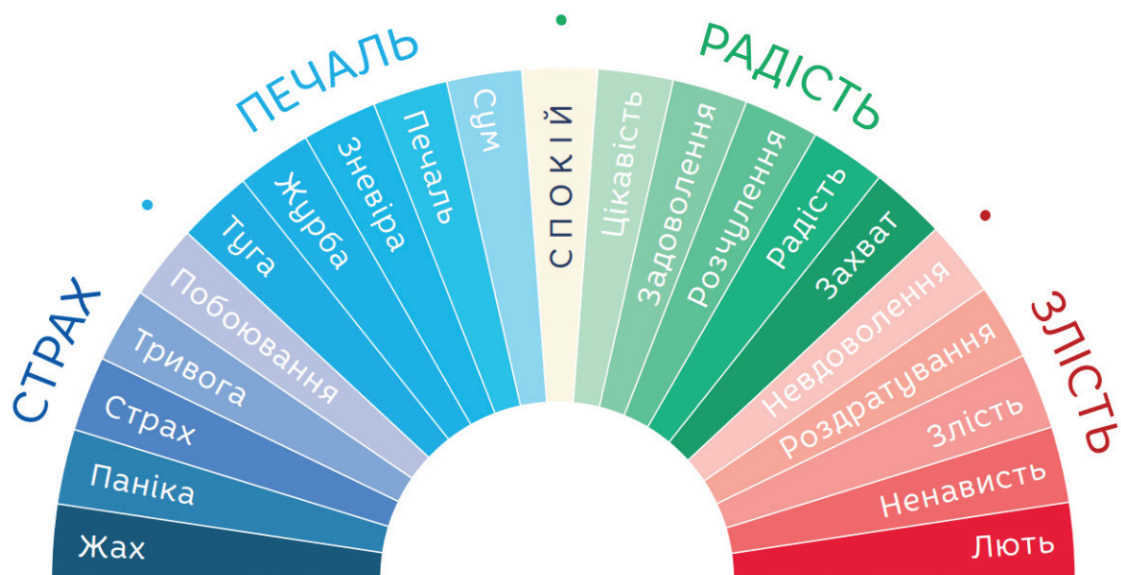 СТРАХ
ПЕЧАЛЬ
РАДІСТЬ
ЗЛІСТЬ
Жах
Паніка
Страх
Тривога
Побоювання
Туга
Журба
Зневіра
Печаль
Сум
СПОКІЙ
Цікавість
Задоволення
Розчулення
Радість
Захват
Невдоволення
Роздратування
Злість
Ненависть
Лють